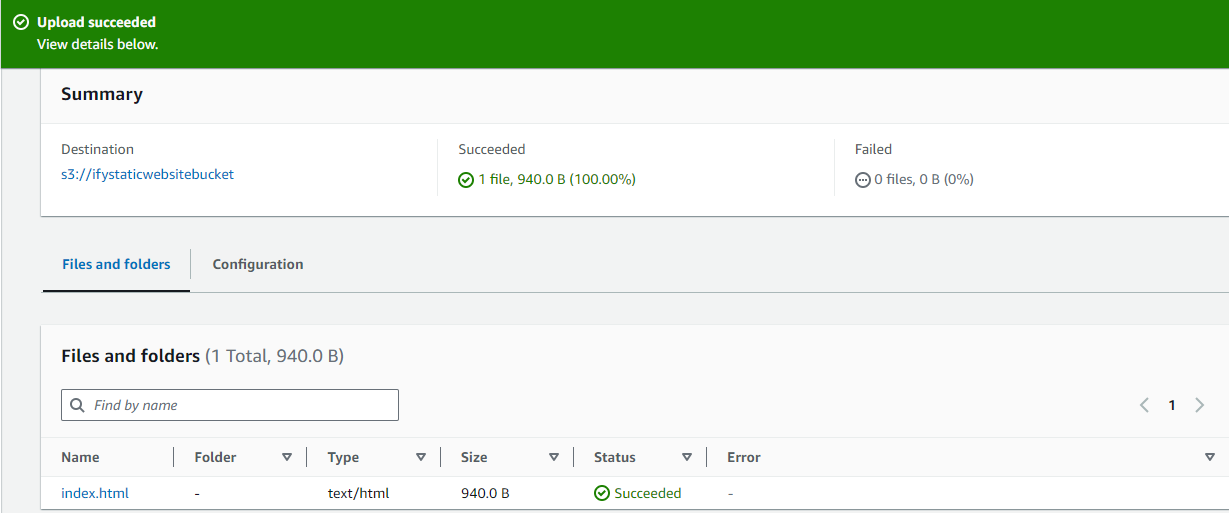 Upload succeeded
View details below.
Summary
Destination
Succeeded
Failed
s3://ifystaticwebsitebucket
1 file, 940.0 B (100.00%)
0 files, 0 B (0%)
Files and folders
Configuration
Files and folders (1 Total, 940.0 B)
Find by name
1
Name Folder Type Size Status Error
index.html - text/html 940.0 B Succeeded -